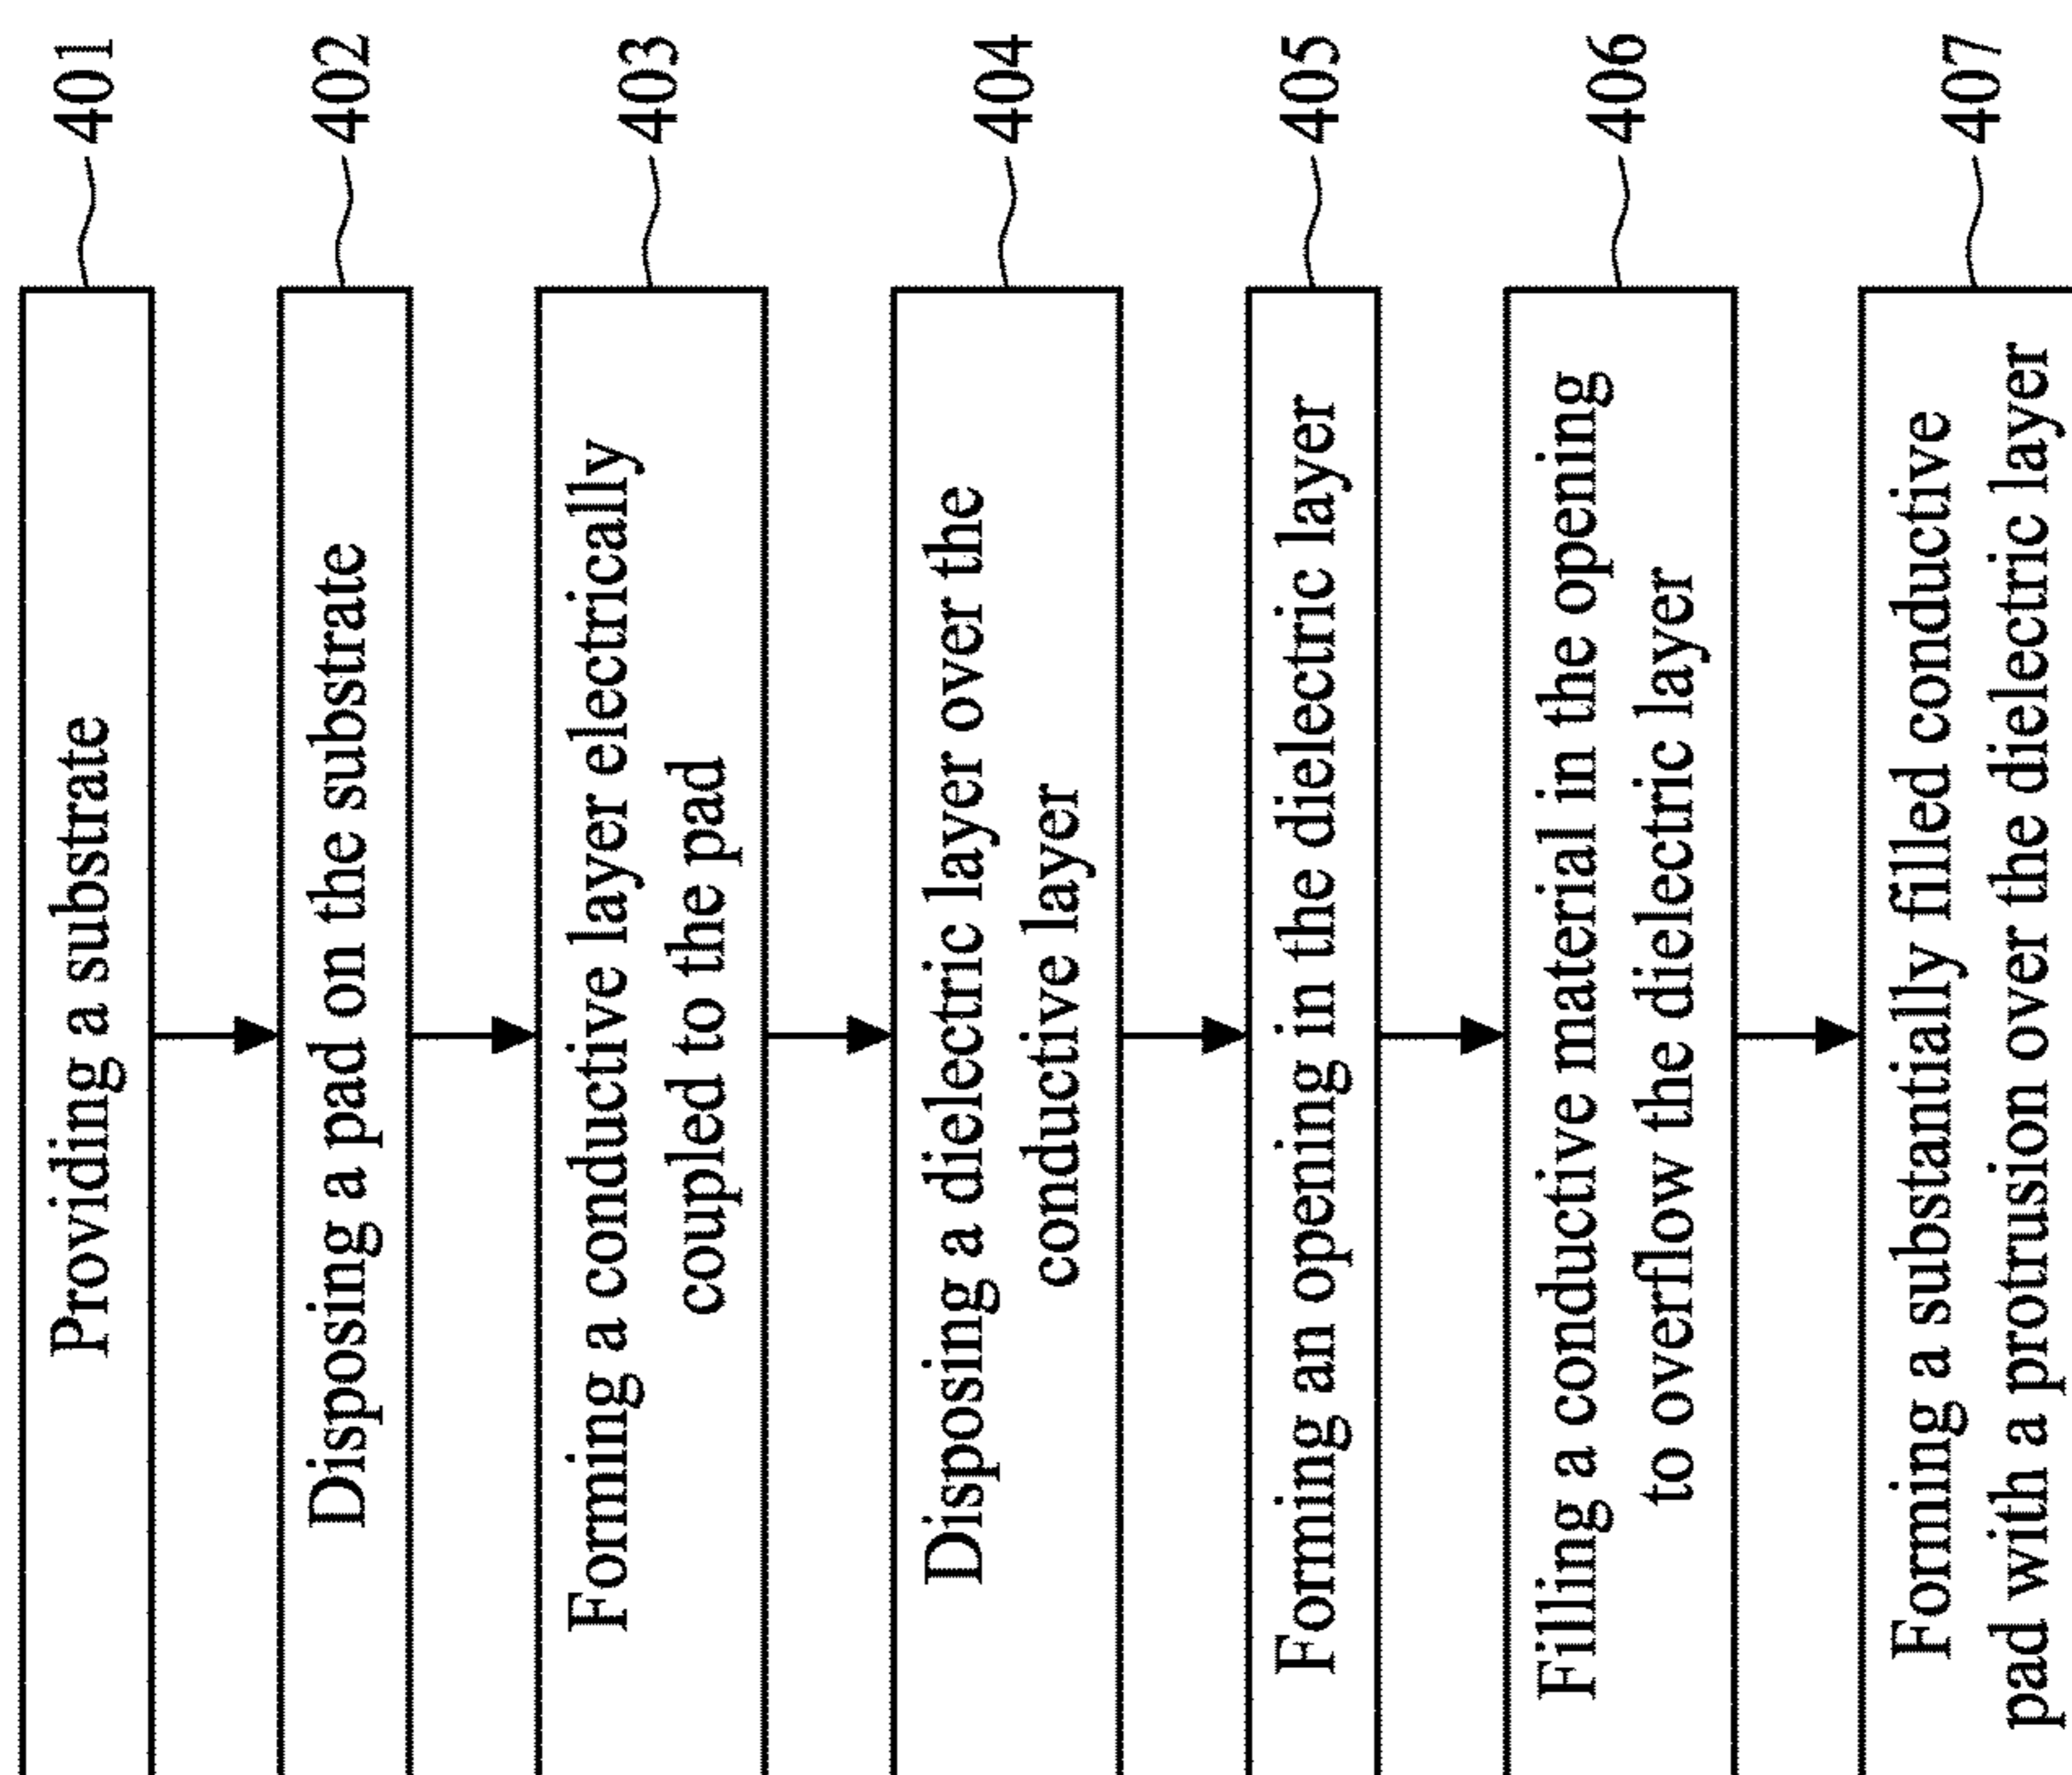 Providing a substrate
401
Disposing a pad on the substrate
402
Forming a conductive layer electrically
coupled to the pad
403
Disposing a dielectric layer over the
conductive layer
404
Forming an opening in the dielectric layer
405
Filling a conductive material in the opening
to overflow the dielectric layer
406
Forming a substantially filled conductive
pad with a protrusion over the dielectric layer
407